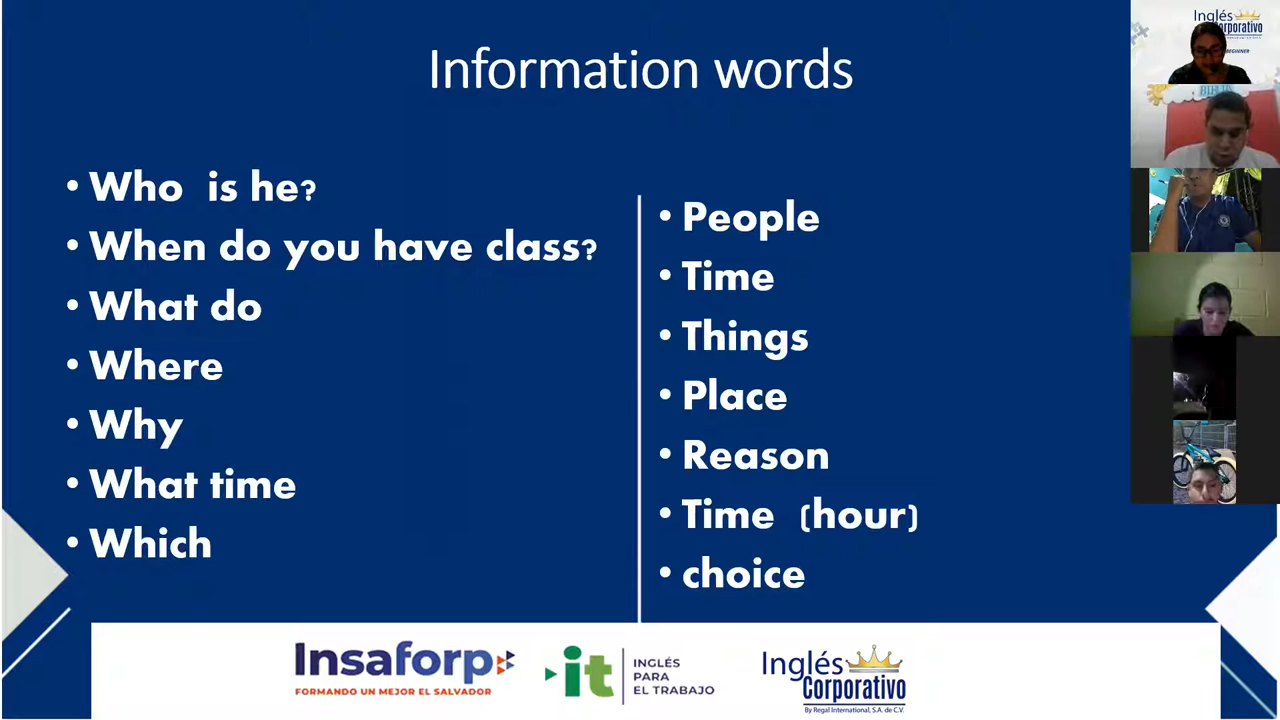 Information words
• Who is he?
• When do you have class?
• What do
• Where
• Why
• What time
• Which
• People
• Time
• Things
• Place
• Reason
• Time (hour)
• choice
Insaforp
FORMANDO UN MEJOR EL SALVADOR
it
INGLÉS
PARA
EL TRABAJO
Inglés
Corporativo
By Regal International, S.A. de C.V.
Inglés
Corporativo